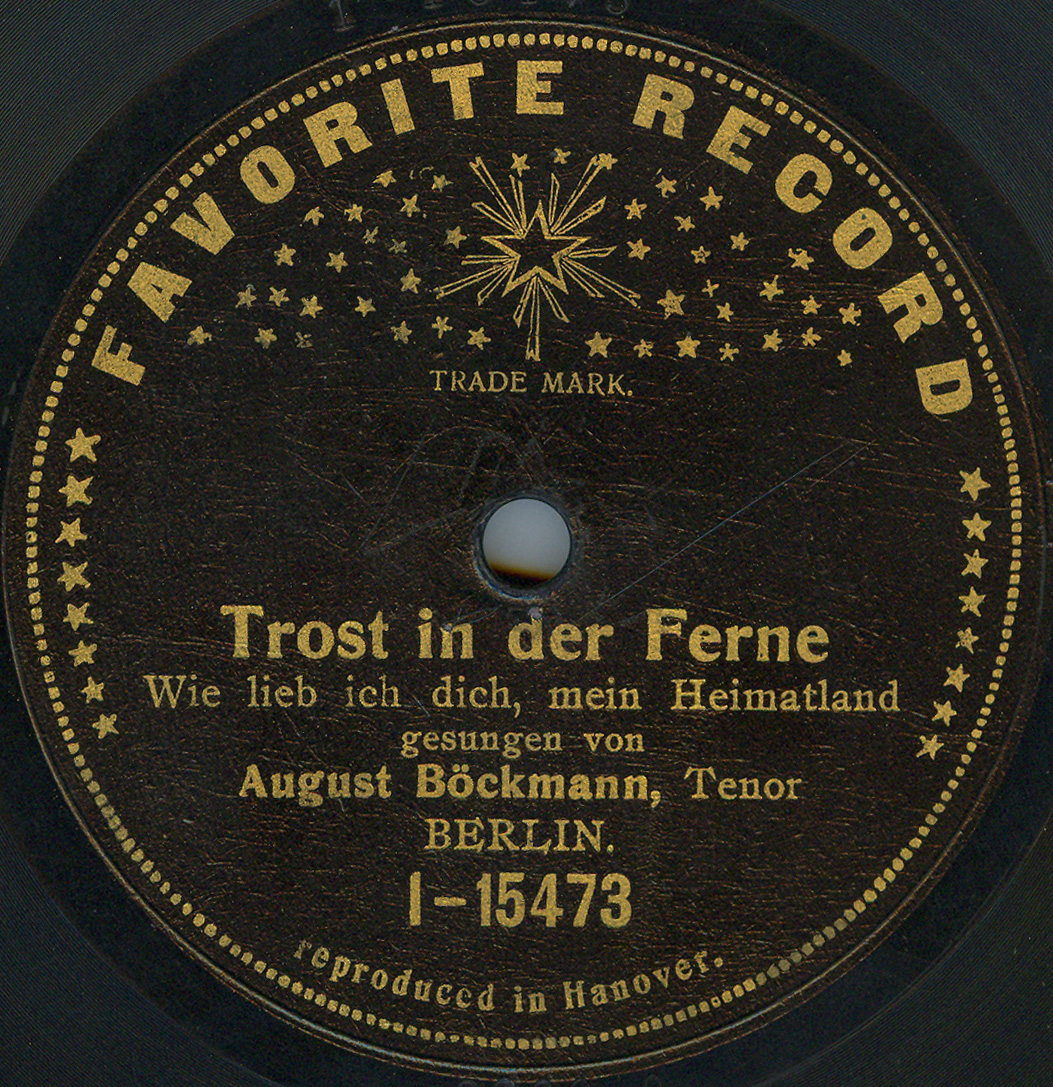 FAVORITE RECORD
TRADE MARK.
Trost in der Ferne
Wie lieb ich dich, mein Heimatland
gesungen von
August Böckmann, Tenor
BERLIN.
1-15473
reproduced in Hanover.